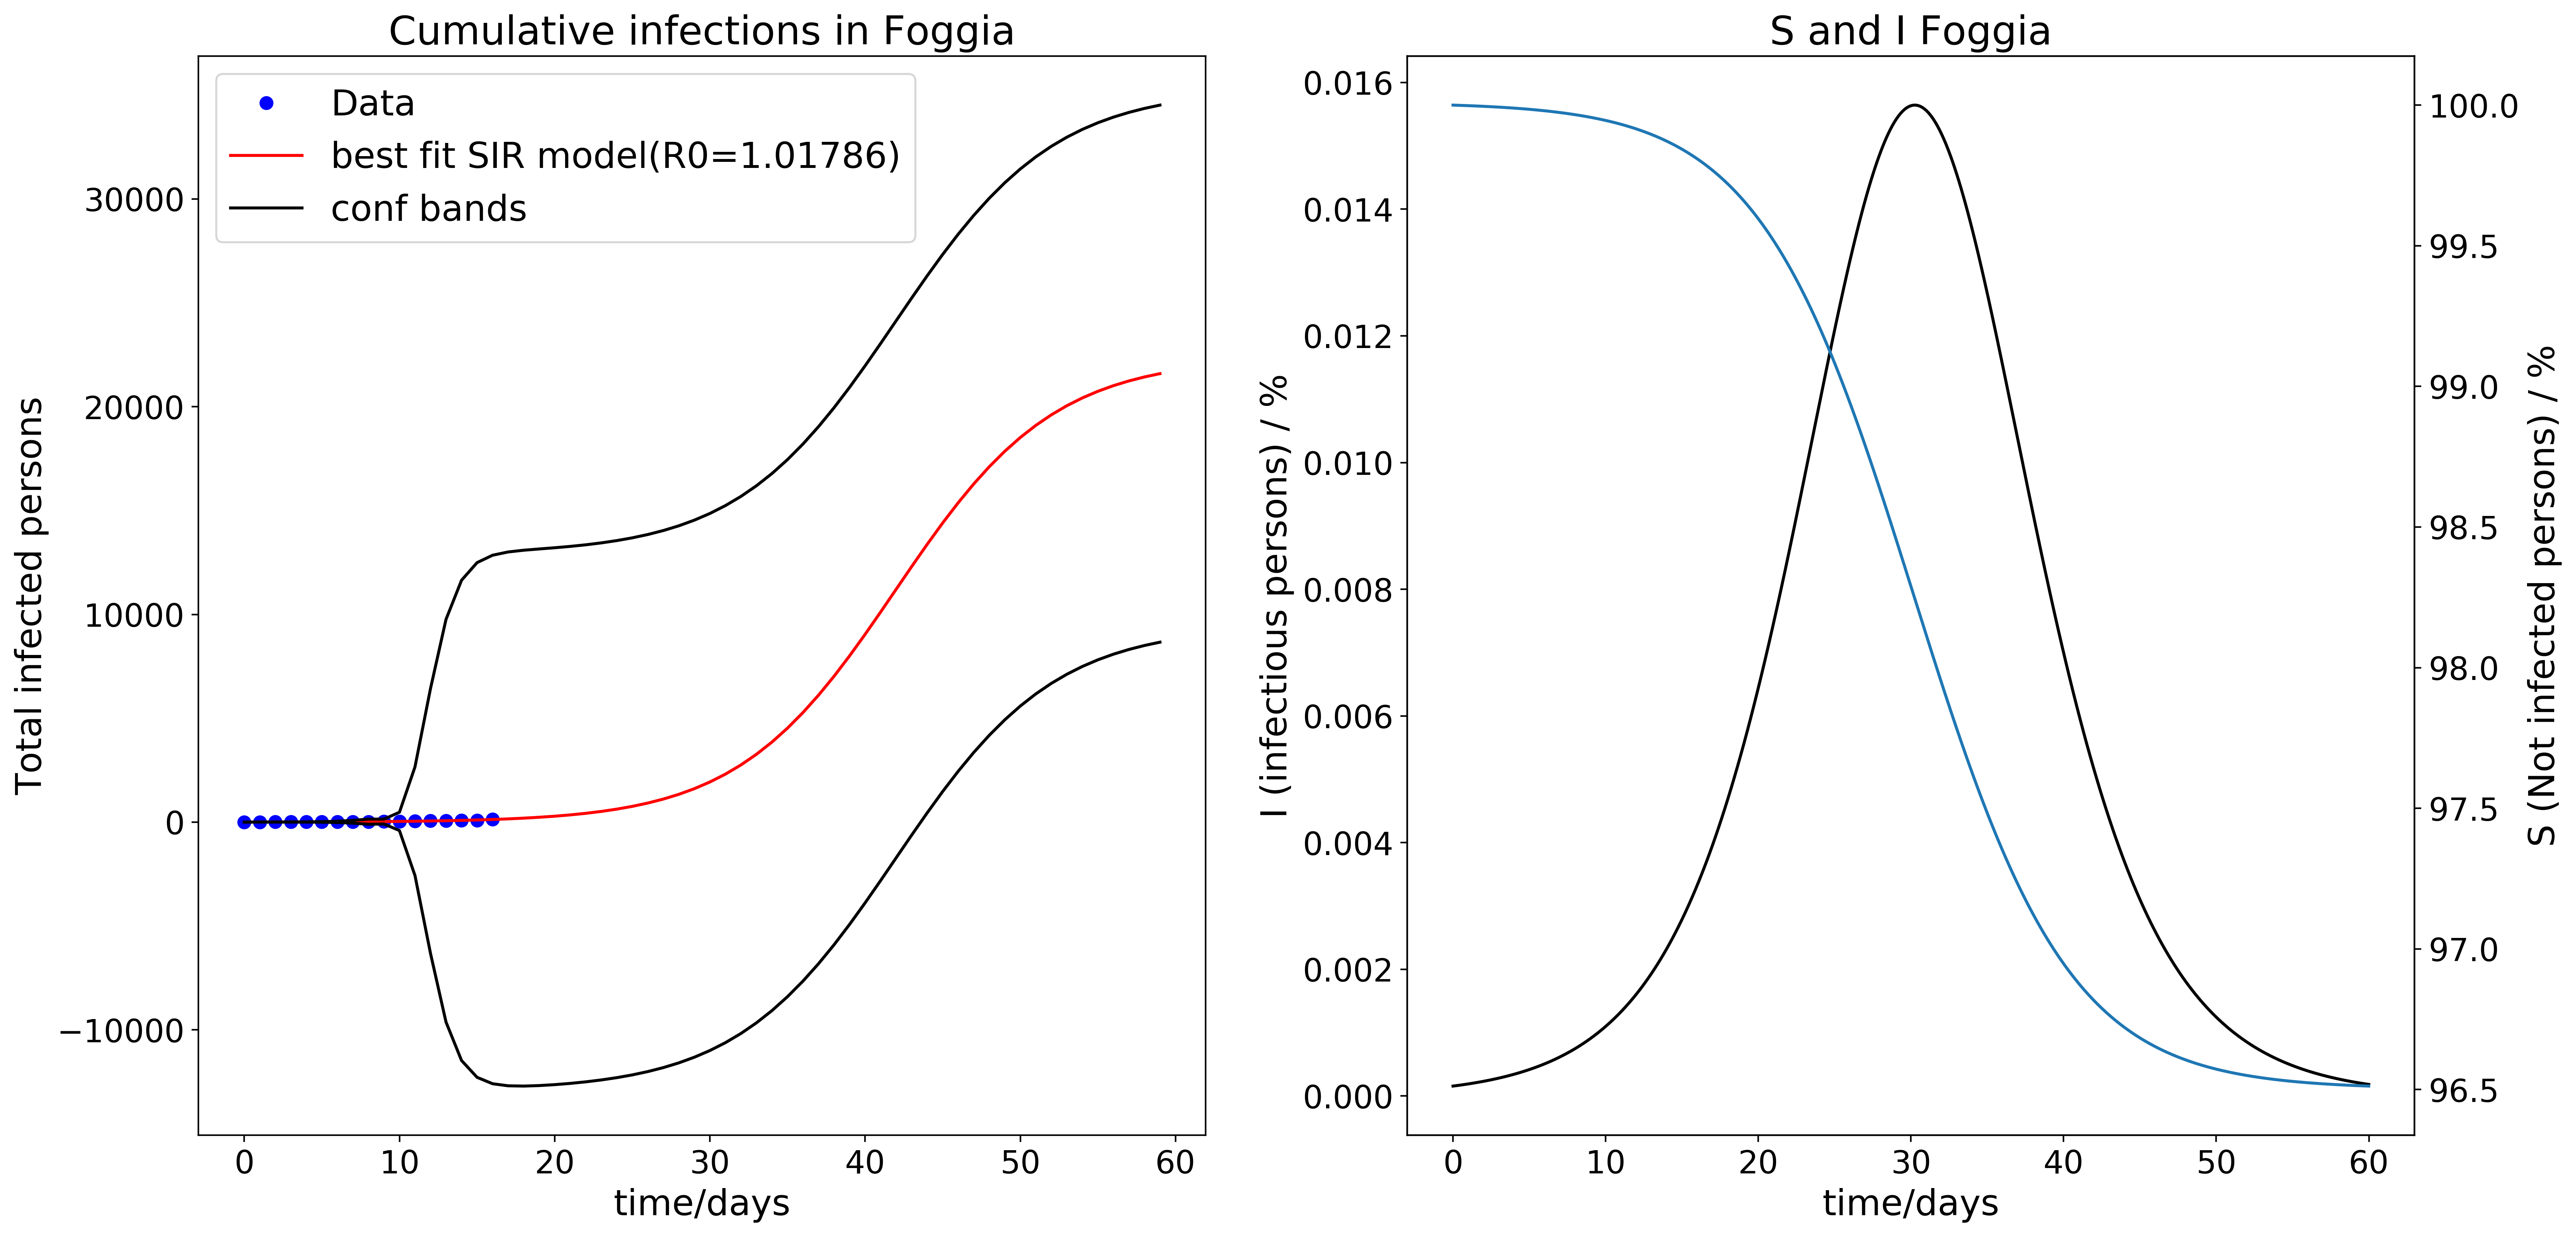 Cumulative infections in Foggia
Data
best fit SIR model(R0=1.01786)
conf bands
Total infected persons
30000
20000
10000
0
−10000
0 10 20 30 40 50 60
time/days
S and I Foggia
I (infectious persons) / %
0.016
0.014
0.012
0.010
0.008
0.006
0.004
0.002
0.000
100.0
99.5
99.0
98.5
98.0
97.5
97.0
96.5
S (Not infected persons) / %
0 10 20 30 40 50 60
time/days